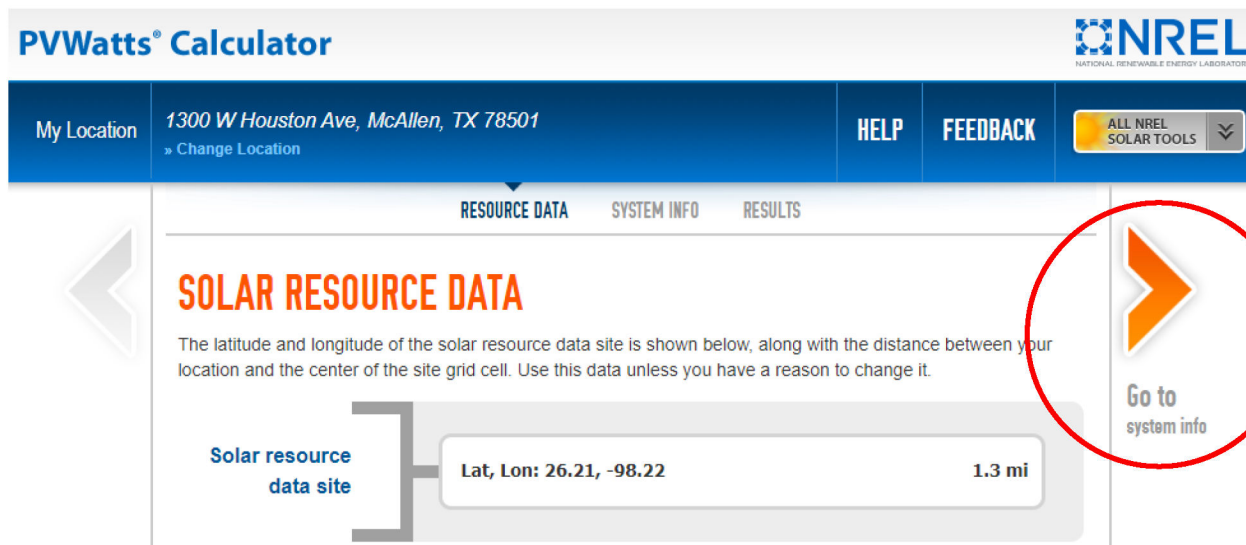 PVWatts® Calculator
NREL
NATIONAL RENEWABLE ENERGY LABORATOR
My Location
1300 W Houston Ave, McAllen, TX 78501
» Change Location
HELP
FEEDBACK
ALL NREL
SOLAR TOOLS
RESOURCE DATA SYSTEM INFO RESULTS
SOLAR RESOURCE DATA
The latitude and longitude of the solar resource data site is shown below, along with the distance between your
location and the center of the site grid cell. Use this data unless you have a reason to change it.
Go to
system info
Solar resource
data site
Lat, Lon: 26.21, -98.22 1.3 mi